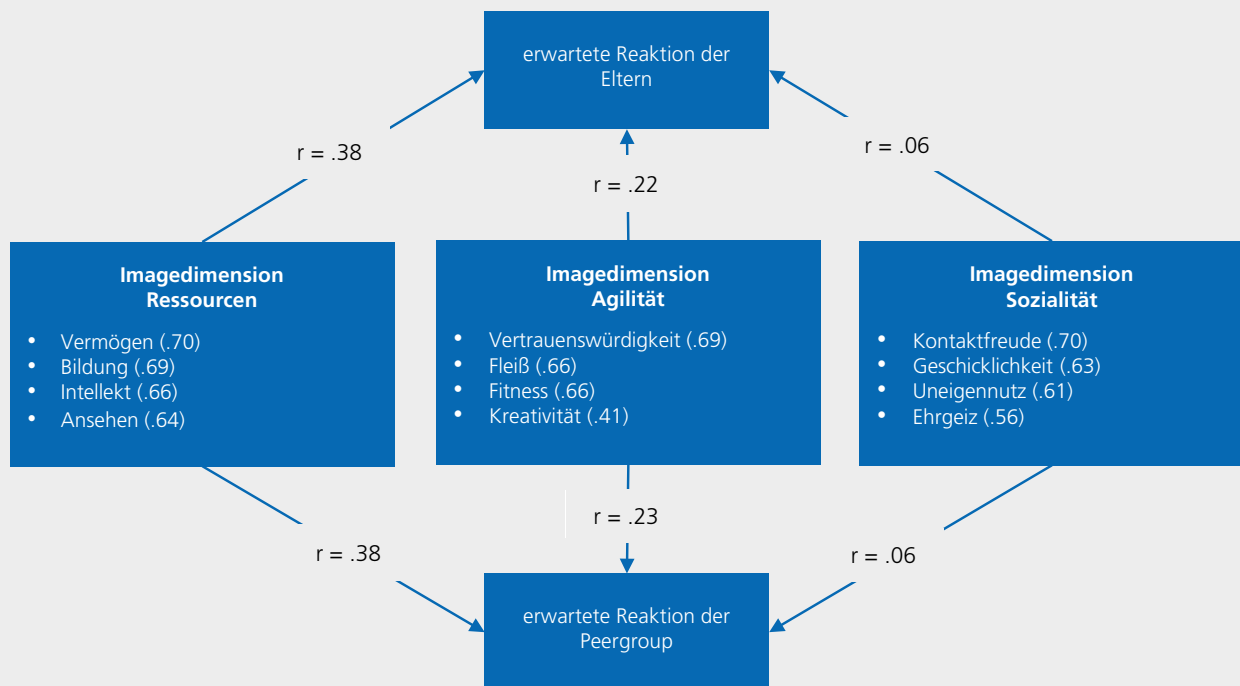 erwartete Reaktion der
Eltern
r = .38
r = .22
r = .06
Imagedimension
Ressourcen
• Vermögen (.70)
• Bildung (.69)
• Intellekt (.66)
• Ansehen (.64)
Imagedimension
Agilität
• Vertrauenswürdigkeit (.69)
• Fleiß (.66)
• Fitness (.66)
• Kreativität (.41)
Imagedimension
Sozialität
• Kontaktfreude (.70)
• Geschicklichkeit (.63)
• Uneigennutz (.61)
• Ehrgeiz (.56)
r = .38
r = .23
r = .06
erwartete Reaktion der
Peergroup